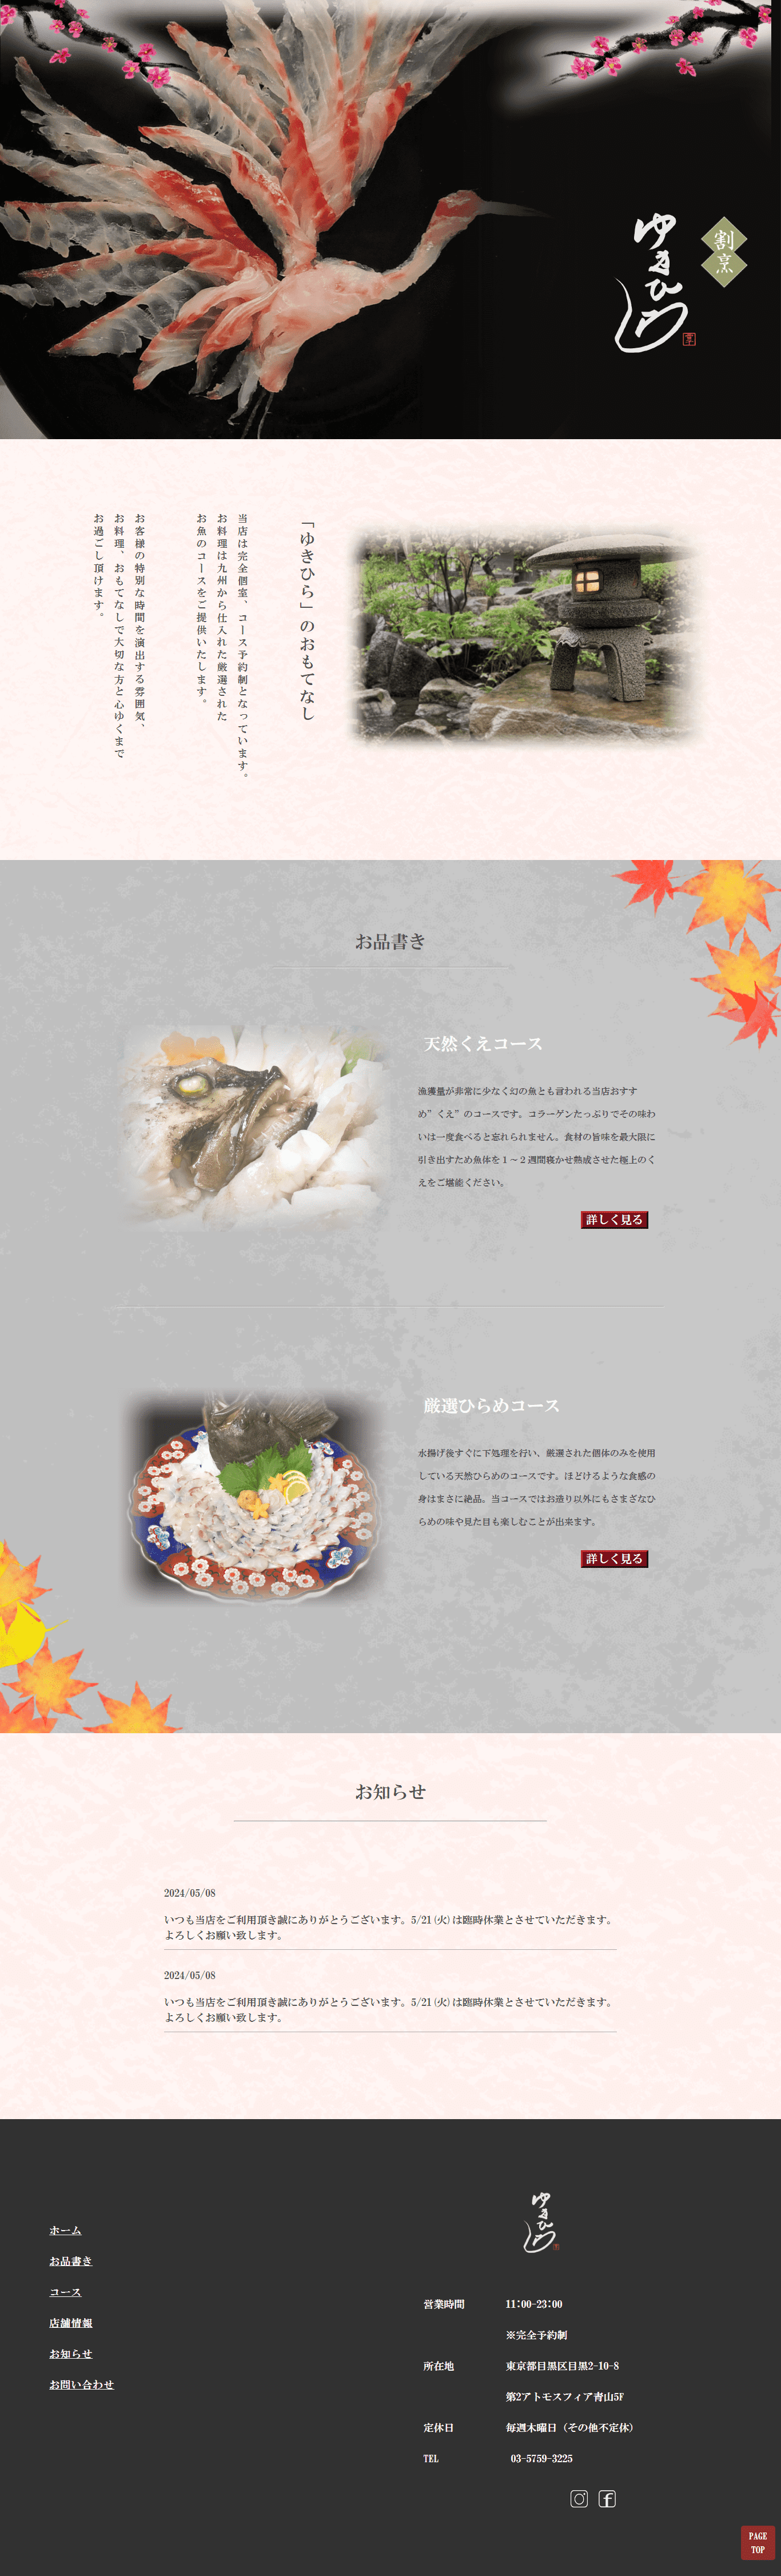 割烹
ゆきひら
「ゆきひら」のおもてなし
当店は完全個室、コース予約制となっています。
お料理は九州から仕入れた厳選された
お魚のコースをご提供いたします。
お客様の特別な時間を演出する雰囲気、
お料理、おもてなしで大切な方と心ゆくまで
お過ごし頂けます。
お品書き
天然くえコース
漁獲量が非常に少なく幻の魚とも言われる当店おすす
め”くえ”のコースです。コラーゲンたっぷりでその味わ
いは一度食べると忘れられません。食材の旨味を最大限に
引き出すため魚体を１～２週間寝かせ熟成させた極上のく
えをご堪能ください。
詳しく見る
厳選ひらめコース
水揚げ後すぐに下処理を行い、厳選された個体のみを使用
している天然ひらめのコースです。ほどけるような食感の
身はまさに絶品。当コースではお造り以外にもさまざなひ
らめの味や見た目も楽しむことが出来ます。
詳しく見る
お知らせ
2024/05/08
いつも当店をご利用頂き誠にありがとうございます。5/21(火)は臨時休業とさせていただきます。
よろしくお願い致します。
2024/05/08
いつも当店をご利用頂き誠にありがとうございます。5/21(火)は臨時休業とさせていただきます。
よろしくお願い致します。
ホーム
お品書き
コース
店舗情報
お知らせ
お問い合わせ
ゆきひら
営業時間 11:00-23:00
※完全予約制
所在地 東京都目黒区目黒2-10-8
第2アトモスフィア青山5F
定休日 毎週木曜日（その他不定休）
TEL 03-5759-3225
PAGE
TOP